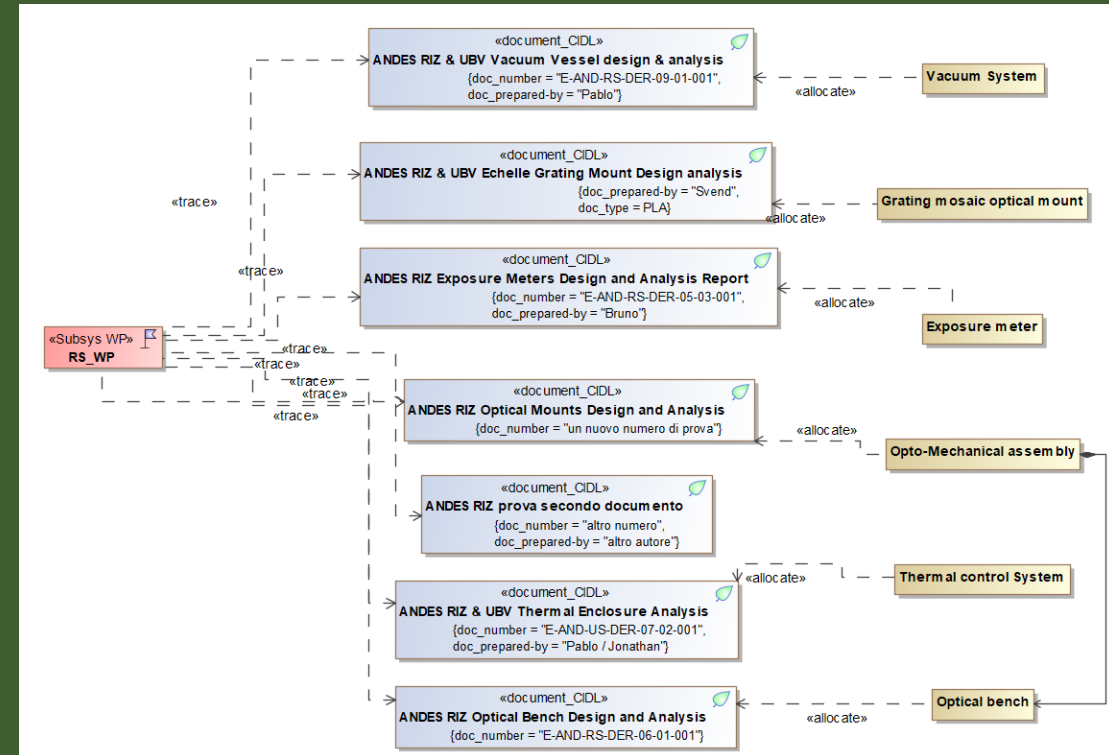 «document_CIDL»
ANDES RIZ & UBV Vacuum Vessel design & analysis
{doc_number = "E-AND-RS-DER-09-01-001",
doc_prepared-by = "Pablo"}
Vacuum System
«allocate»
«document_CIDL»
ANDES RIZ & UBV Echelle Grating Mount Design analysis
{doc_prepared-by = "Svend",
doc_type = PLA}
«trace»
Grating mosaic optical mount
«allocate»
«document_CIDL»
ANDES RIZ Exposure Meters Design and Analysis Report
{doc_number = "E-AND-RS-DER-05-03-001",
doc_prepared-by = "Bruno"}
«trace»
«allocate»
Exposure meter
«Subsys WP»
RS_WP
«trace»
«trace»
«trace»
«trace»
«trace»
«document_CIDL»
ANDES RIZ Optical Mounts Design and Analysis
{doc_number = "un nuovo numero di prova"}
«allocate»
Opto-Mechanical assembly
«document_CIDL»
ANDES RIZ prova secondo documento
{doc_number = "altro numero",
doc_prepared-by = "altro autore"}
«allocate»
Thermal control System
«document_CIDL»
ANDES RIZ & UBV Thermal Enclosure Analysis
{doc_number = "E-AND-US-DER-07-02-001",
doc_prepared-by = "Pablo / Jonathan"}
«document_CIDL»
ANDES RIZ Optical Bench Design and Analysis
{doc_number = "E-AND-RS-DER-06-01-001"}
«allocate»
Optical bench